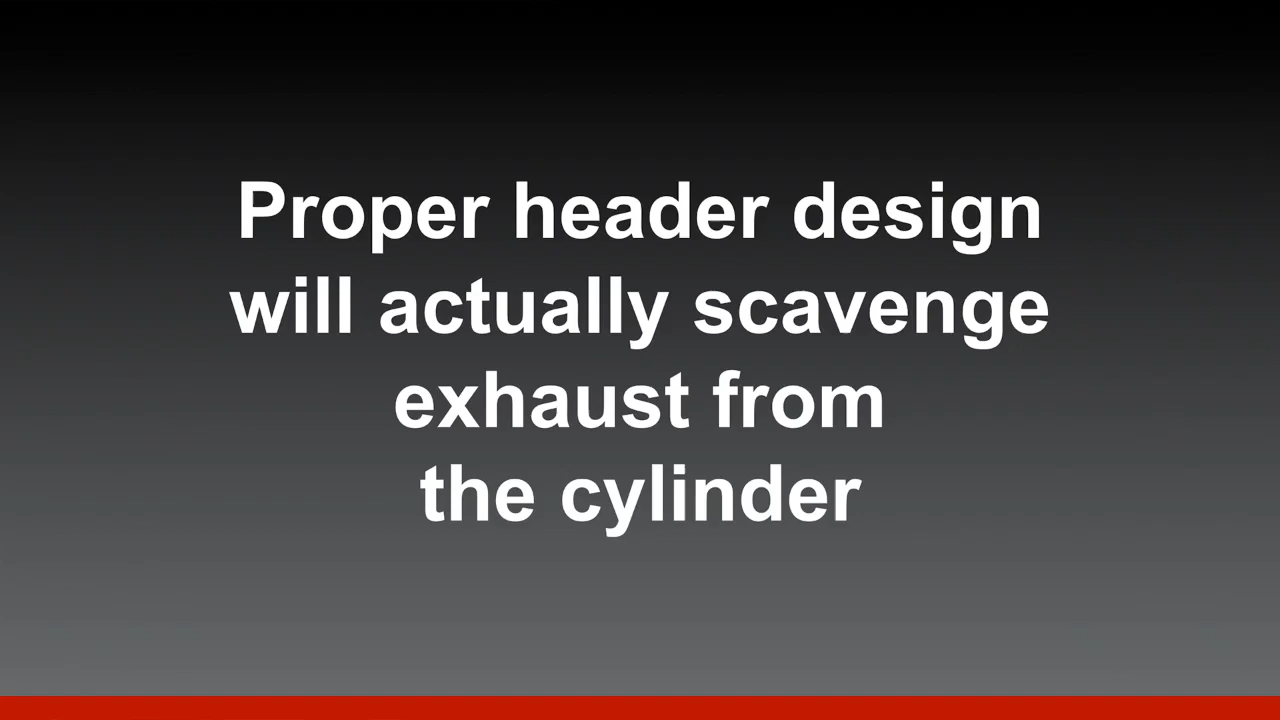 Proper header design
will actually scavenge
exhaust from
the cylinder